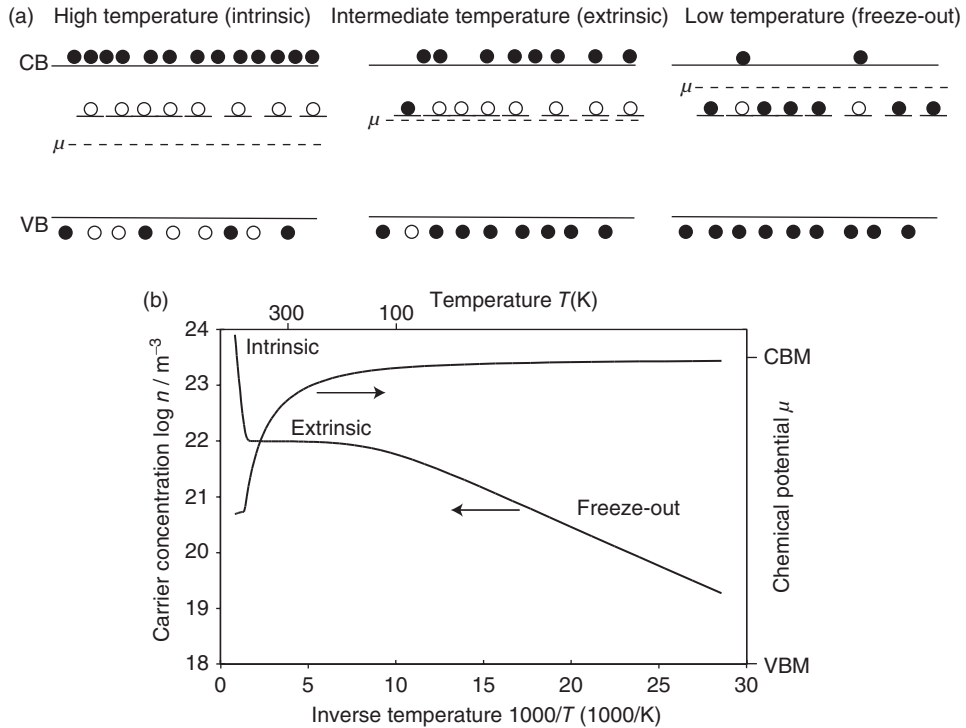 (a) High temperature (intrinsic) Intermediate temperature (extrinsic) Low temperature (freeze-out)
CB
μ
μ
μ
VB
(b) Temperature T(K)
300 100
24
23
22
21
20
19
18
Carrier concentration log n / m⁻³
Intrinsic
Extrinsic
Freeze-out
CBM
VBM
Chemical potential μ
0 5 10 15 20 25 30
Inverse temperature 1000/T (1000/K)